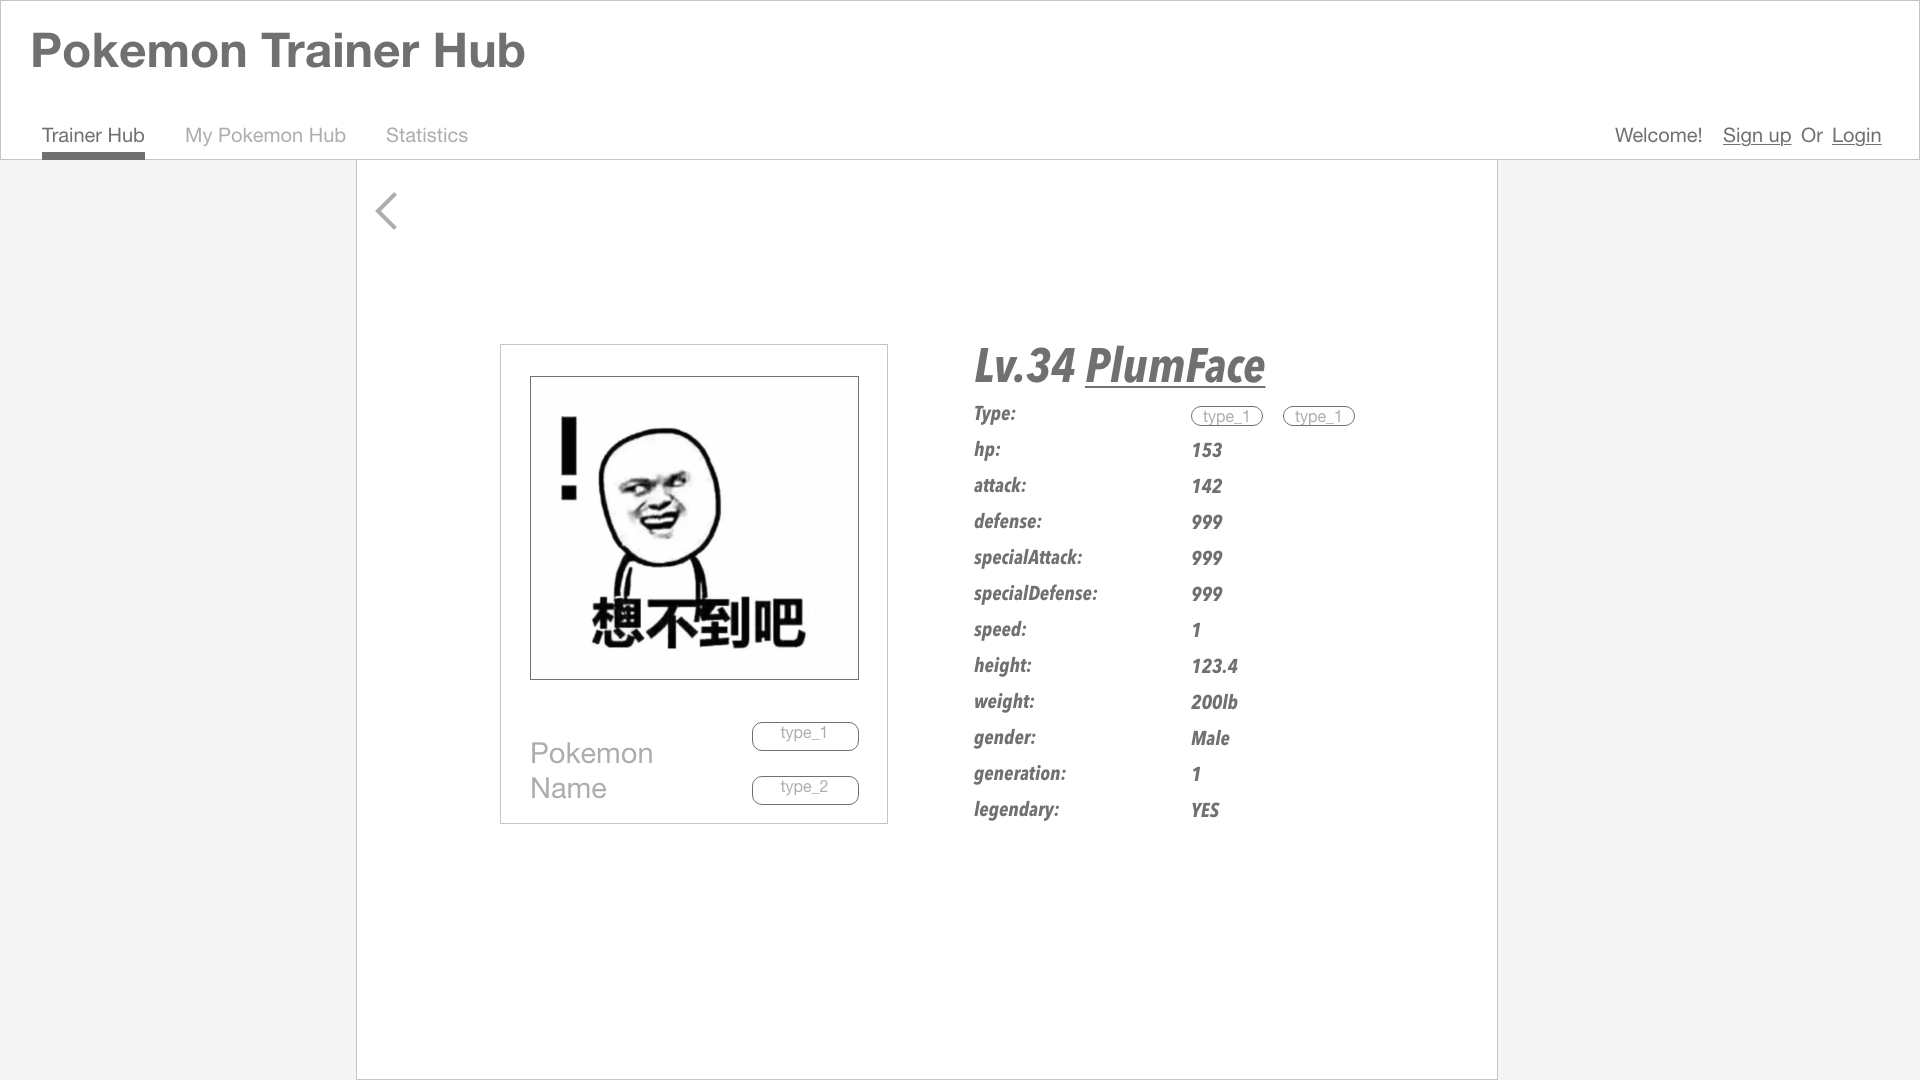 Pokemon Trainer Hub
Trainer Hub My Pokemon Hub Statistics Welcome! Sign up Or Login
!
想不到吧
Pokemon
Name
type_1
type_2
Lv.34 PlumFace
Type: type_1 type_1
hp: 153
attack: 142
defense: 999
specialAttack: 999
specialDefense: 999
speed: 1
height: 123.4
weight: 200lb
gender: Male
generation: 1
legendary: YES